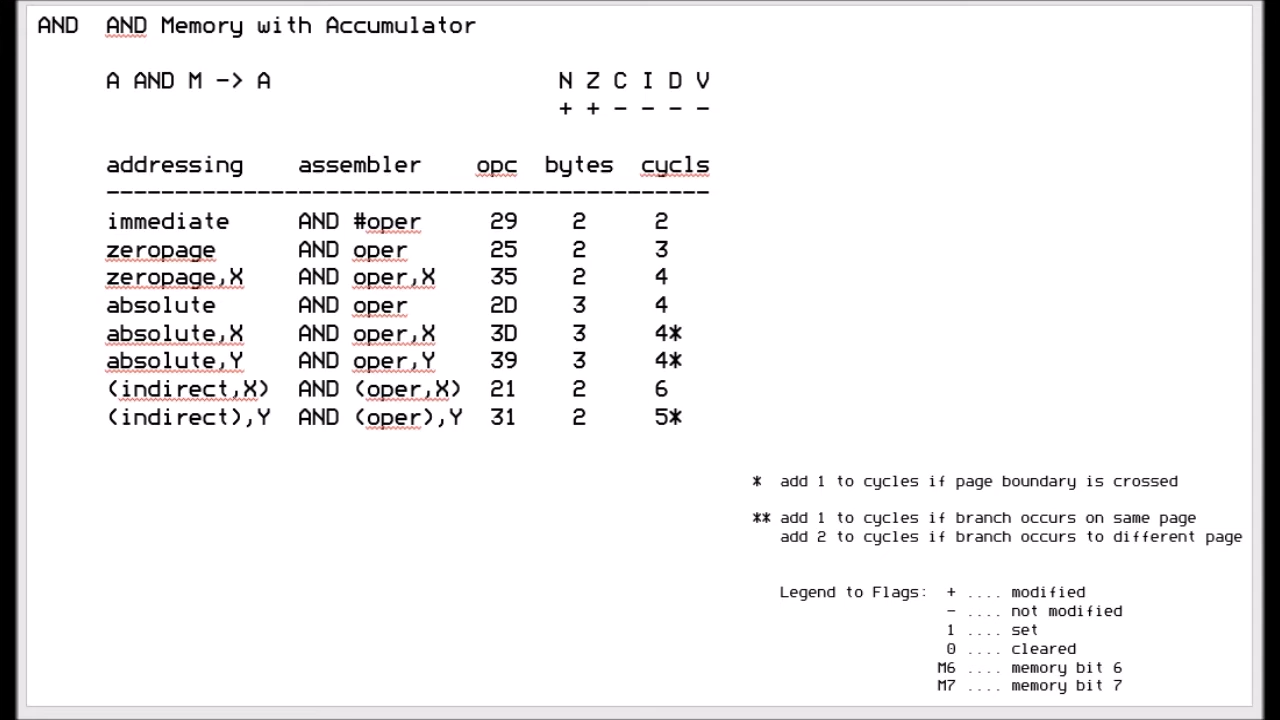 AND AND Memory with Accumulator
A AND M -> A N Z C I D V
+ + - - - -
addressing assembler opc bytes cycls
--------------------------------------------
immediate AND #oper 29 2 2
zeropage AND oper 25 2 3
zeropage,X AND oper,X 35 2 4
absolute AND oper 2D 3 4
absolute,X AND oper,X 3D 3 4*
absolute,Y AND oper,Y 39 3 4*
(indirect,X) AND (oper,X) 21 2 6
(indirect),Y AND (oper),Y 31 2 5*
* add 1 to cycles if page boundary is crossed
** add 1 to cycles if branch occurs on same page
add 2 to cycles if branch occurs to different page
Legend to Flags: + .... modified
- .... not modified
1 .... set
0 .... cleared
M6 .... memory bit 6
M7 .... memory bit 7